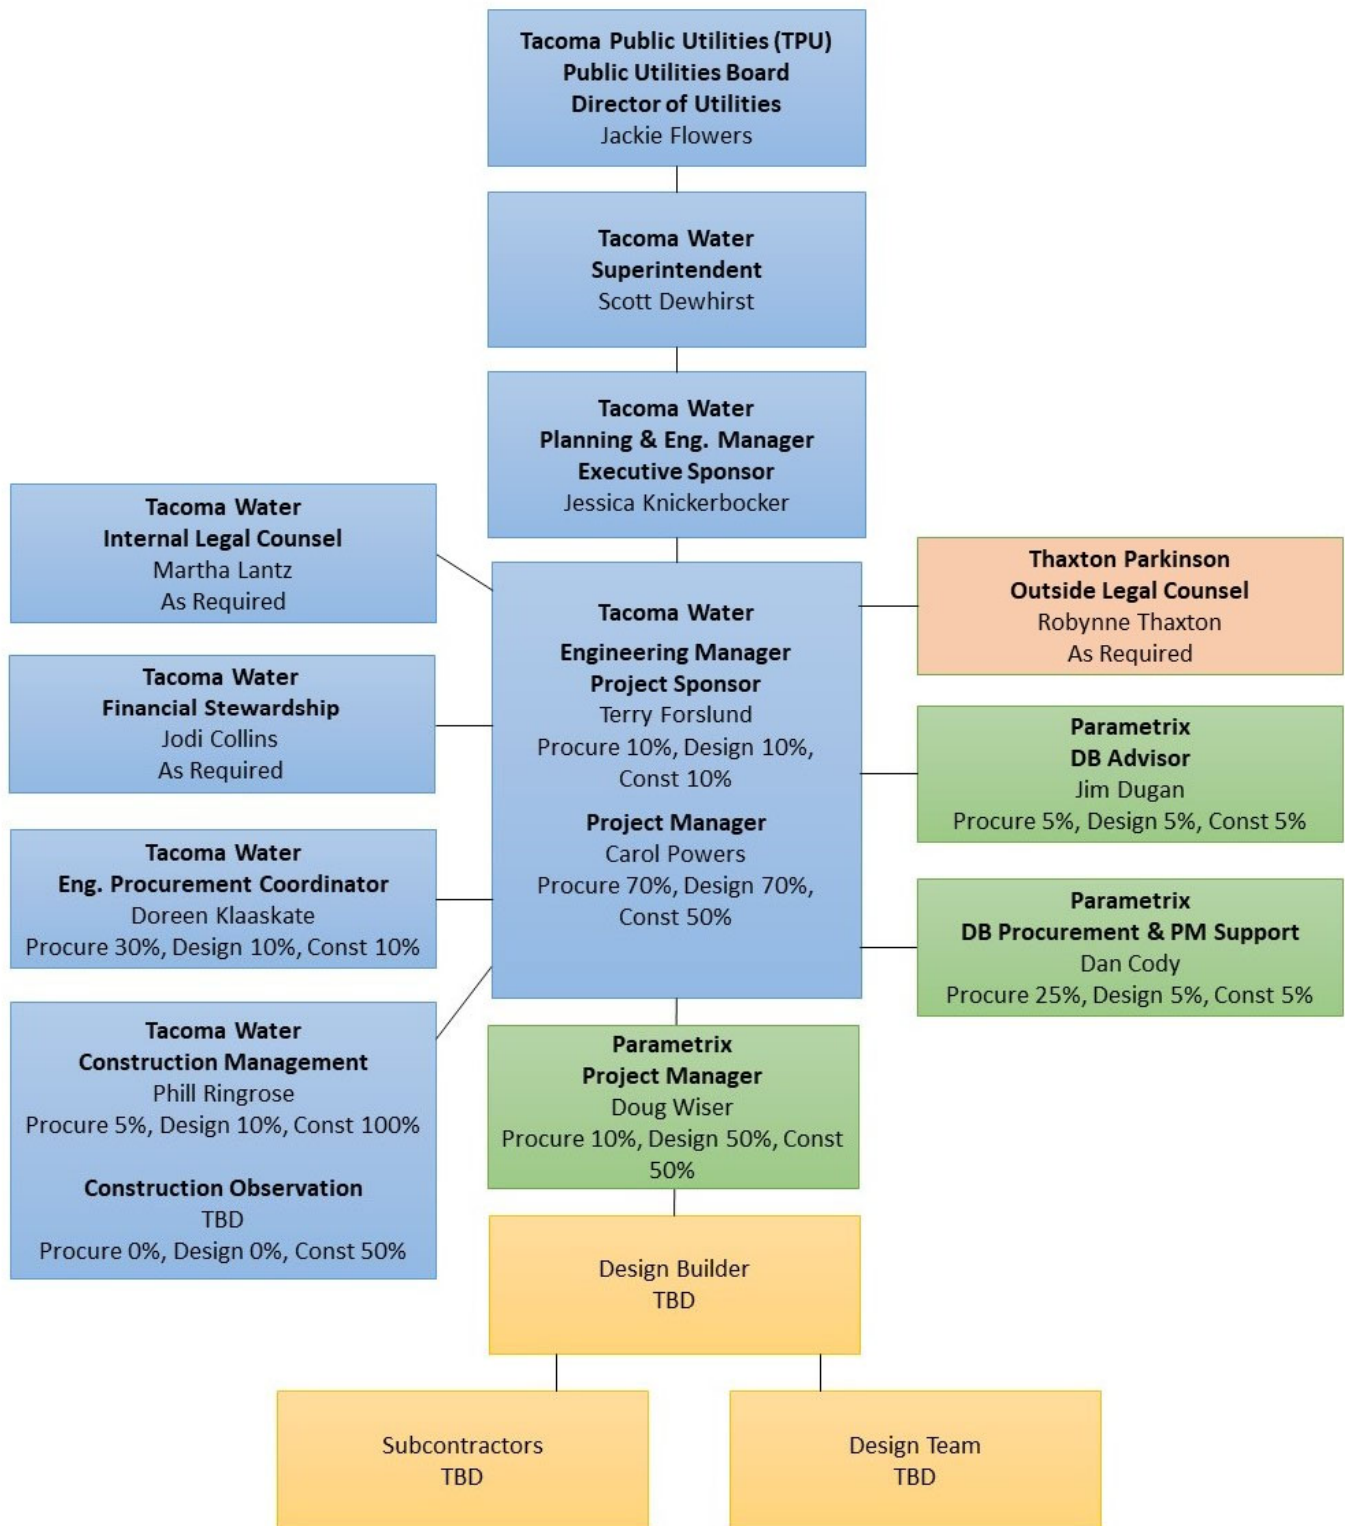 Tacoma Public Utilities (TPU)
Public Utilities Board
Director of Utilities
Jackie Flowers
Tacoma Water
Superintendent
Scott Dewhirst
Tacoma Water
Planning & Eng. Manager
Executive Sponsor
Jessica Knickerbocker
Tacoma Water
Internal Legal Counsel
Martha Lantz
As Required
Tacoma Water
Financial Stewardship
Jodi Collins
As Required
Tacoma Water
Eng. Procurement Coordinator
Doreen Klaaskate
Procure 30%, Design 10%, Const 10%
Tacoma Water
Construction Management
Phill Ringrose
Procure 5%, Design 10%, Const 100%
Construction Observation
TBD
Procure 0%, Design 0%, Const 50%
Tacoma Water
Engineering Manager
Project Sponsor
Terry Forslund
Procure 10%, Design 10%,
Const 10%
Project Manager
Carol Powers
Procure 70%, Design 70%,
Const 50%
Thaxton Parkinson
Outside Legal Counsel
Robynne Thaxton
As Required
Parametrix
DB Advisor
Jim Dugan
Procure 5%, Design 5%, Const 5%
Parametrix
DB Procurement & PM Support
Dan Cody
Procure 25%, Design 5%, Const 5%
Parametrix
Project Manager
Doug Wiser
Procure 10%, Design 50%, Const
50%
Design Builder
TBD
Subcontractors
TBD
Design Team
TBD